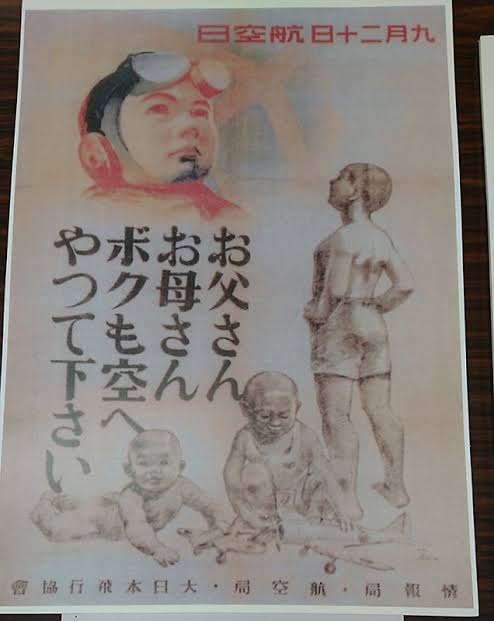 九月二十日 航空日
お父さん
お母さん
ボクも空へ
やつて下さい
情報局・航空局・大日本飛行協會